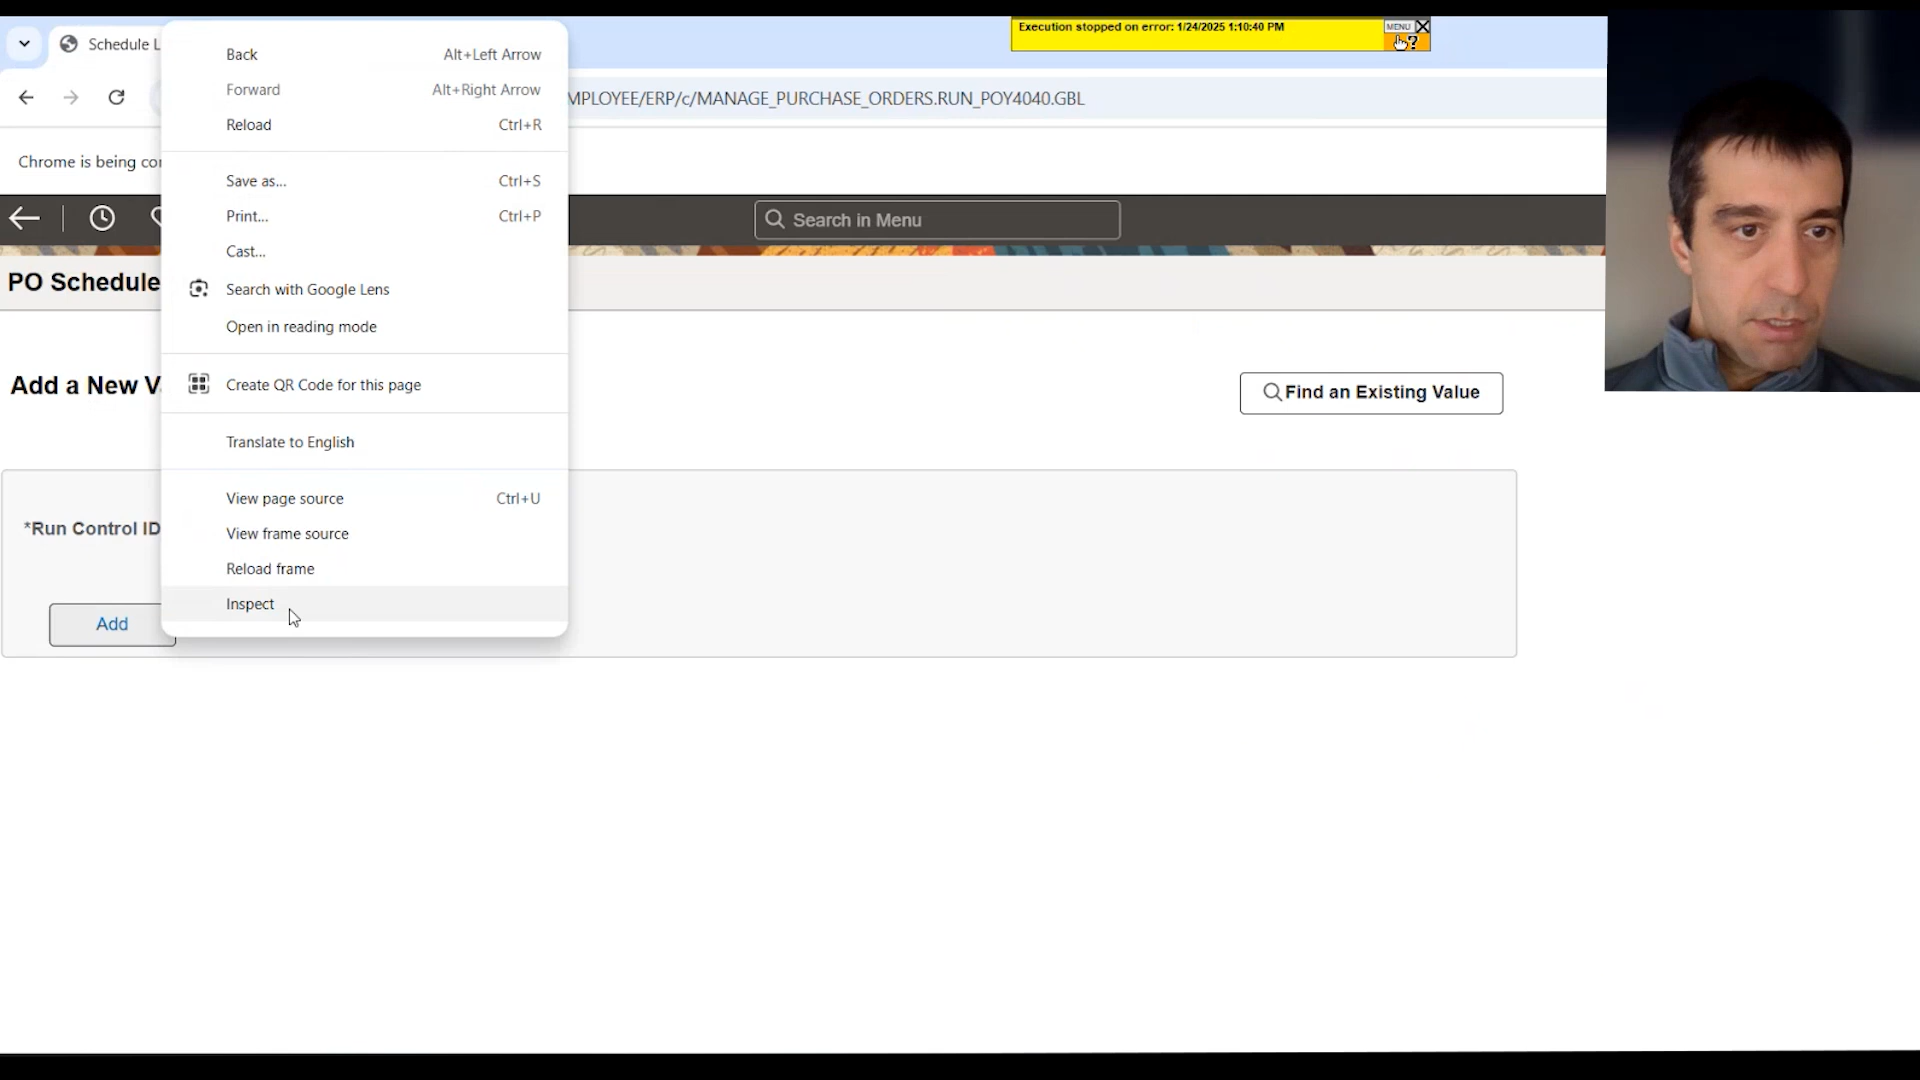 Schedule L
Execution stopped on error: 1/24/2025 1:10:40 PM
MENU
?
MPLOYEE/ERP/c/MANAGE_PURCHASE_ORDERS.RUN_POY4040.GBL
Chrome is being co
Search in Menu
PO Schedule
Add a New V
Find an Existing Value
*Run Control ID
Add
Back Alt+Left Arrow
Forward Alt+Right Arrow
Reload Ctrl+R
Save as... Ctrl+S
Print... Ctrl+P
Cast...
Search with Google Lens
Open in reading mode
Create QR Code for this page
Translate to English
View page source Ctrl+U
View frame source
Reload frame
Inspect